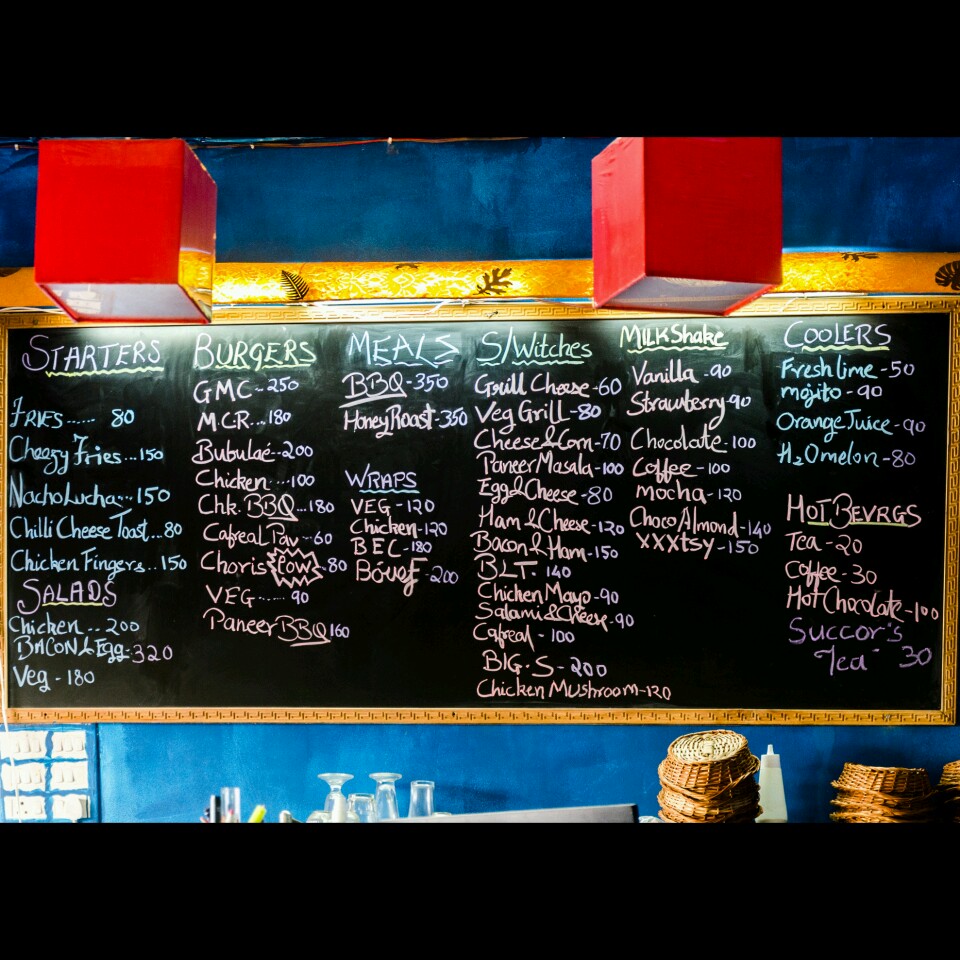 STARTERS
FRIES...... 80
Cheezy Fries...150
Nacho Lucha...150
Chilli Cheese Toast...80
Chicken Fingers..150
SALADS
Chicken...200
BACON & Egg-320
Veg-180
BURGERS
GMC...250
M.C.R...180
Bubulae..200
Chicken....100
Chk. BBQ...180
Cafreal Pav..60
Choris POW..80
VEG...... 90
Paneer BBQ 160
MEALS
BBQ-350
Honey Roast-350
WRAPS
VEG-120
Chicken-120
BEC-180
Bouef-200
S/Witches
Grill Cheese-60
Veg Grill-80
Cheese & Corn-70
Paneer Masala-100
Egg & Cheese-80
Ham & Cheese-120
Bacon & Ham-150
BLT. 140
Chicken Mayo-90
Salami & Cheese-90
Cafreal-100
BIG.S-200
Chicken Mushroom-120
MILKShake
Vanilla-90
Strawberry-90
Chocolate-100
Coffee-100
mocha-120
Choco Almond-140
XXXtsy-150
COOLERS
Fresh lime-50
mojito-90
Orange Juice-90
H2Omelon-80
HOT BEVRGS
Tea-20
Coffee-30
Hot Chocolate-100
Succor's
Tea- 30